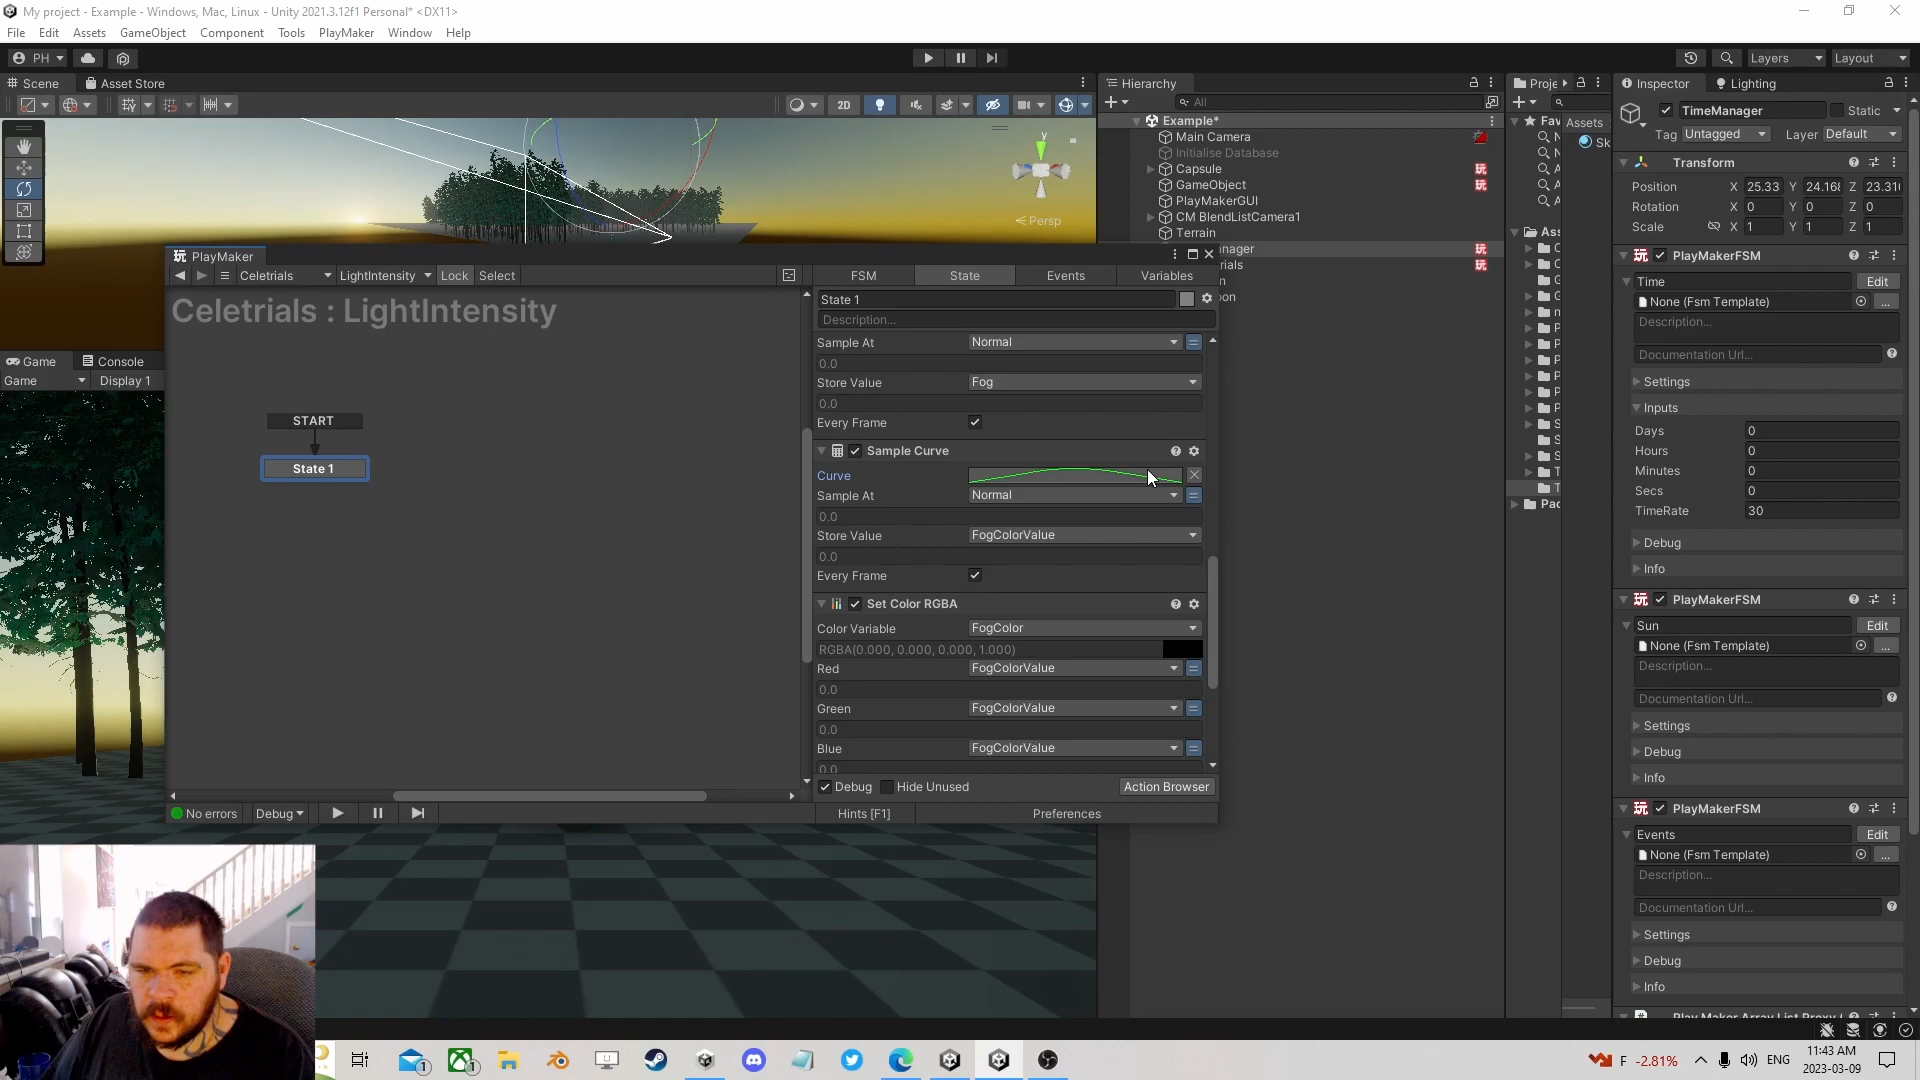 My project - Example - Windows, Mac, Linux - Unity 2021.3.12f1 Personal* <DX11>
File Edit Assets GameObject Component Tools PlayMaker Window Help
PH Layers Layout
Scene Asset Store
2D
Persp
y
Game Console
Game Display 1
PlayMaker
Celetrials LightIntensity Lock Select
Celetrials : LightIntensity
START
State 1
No errors Debug
FSM State Events Variables
State 1
Description...
Sample At Normal
0.0
Store Value Fog
0.0
Every Frame
Sample Curve
Curve
Sample At Normal
0.0
Store Value FogColorValue
0.0
Every Frame
Set Color RGBA
Color Variable FogColor
RGBA(0.000, 0.000, 0.000, 1.000)
Red FogColorValue
0.0
Green FogColorValue
0.0
Blue FogColorValue
0.0
Debug Hide Unused Action Browser
Hints [F1] Preferences
Hierarchy
All
Example*
Main Camera
Initialise Database
Capsule
GameObject
PlayMakerGUI
CM BlendListCamera1
Terrain
Proje
Fav
Assets
Sk
Ass
Pac
Inspector Lighting
TimeManager Static
Tag Untagged Layer Default
Transform
Position X 25.33 Y 24.168 Z 23.31
Rotation X 0 Y 0 Z 0
Scale X 1 Y 1 Z 1
PlayMakerFSM
Time Edit
None (Fsm Template) ...
Description...
Documentation Url...
Settings
Inputs
Days 0
Hours 0
Minutes 0
Secs 0
TimeRate 30
Debug
Info
PlayMakerFSM
Sun Edit
None (Fsm Template) ...
Description...
Documentation Url...
Settings
Debug
Info
PlayMakerFSM
Events Edit
None (Fsm Template) ...
Description...
Documentation Url...
Settings
Debug
Info
F -2.81% ENG 11:43 AM
2023-03-09